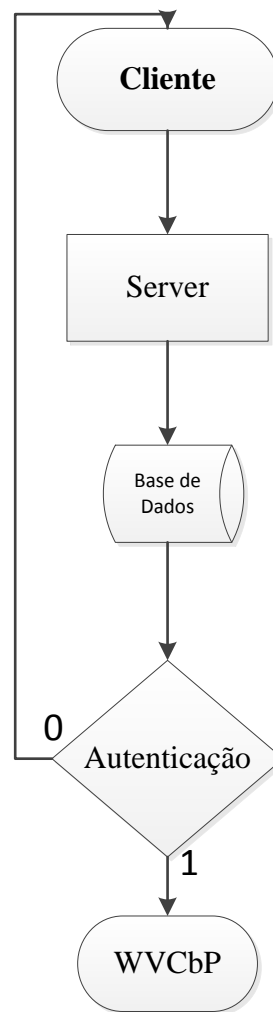 Cliente
Server
Base de
Dados
0
Autenticação
1
WVCbP